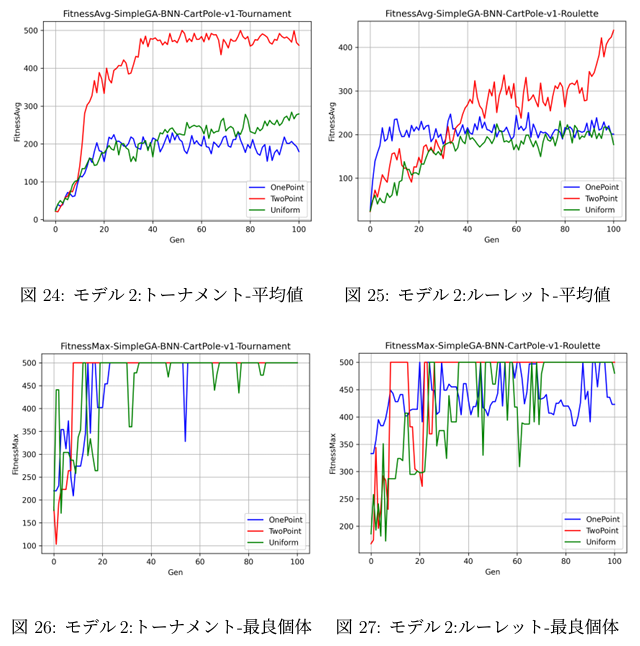 FitnessAvg-SimpleGA-BNN-CartPole-v1-Tournament
500
400
300
200
100
0
FitnessAvg
0 20 40 60 80 100
Gen
OnePoint
TwoPoint
Uniform
図 24: モデル 2:トーナメント-平均値
FitnessAvg-SimpleGA-BNN-CartPole-v1-Roulette
400
300
200
100
FitnessAvg
0 20 40 60 80 100
Gen
OnePoint
TwoPoint
Uniform
図 25: モデル 2:ルーレット-平均値
FitnessMax-SimpleGA-BNN-CartPole-v1-Tournament
500
450
400
350
300
250
200
150
100
FitnessMax
0 20 40 60 80 100
Gen
OnePoint
TwoPoint
Uniform
図 26: モデル 2:トーナメント-最良個体
FitnessMax-SimpleGA-BNN-CartPole-v1-Roulette
500
450
400
350
300
250
200
FitnessMax
0 20 40 60 80 100
Gen
OnePoint
TwoPoint
Uniform
図 27: モデル 2:ルーレット-最良個体